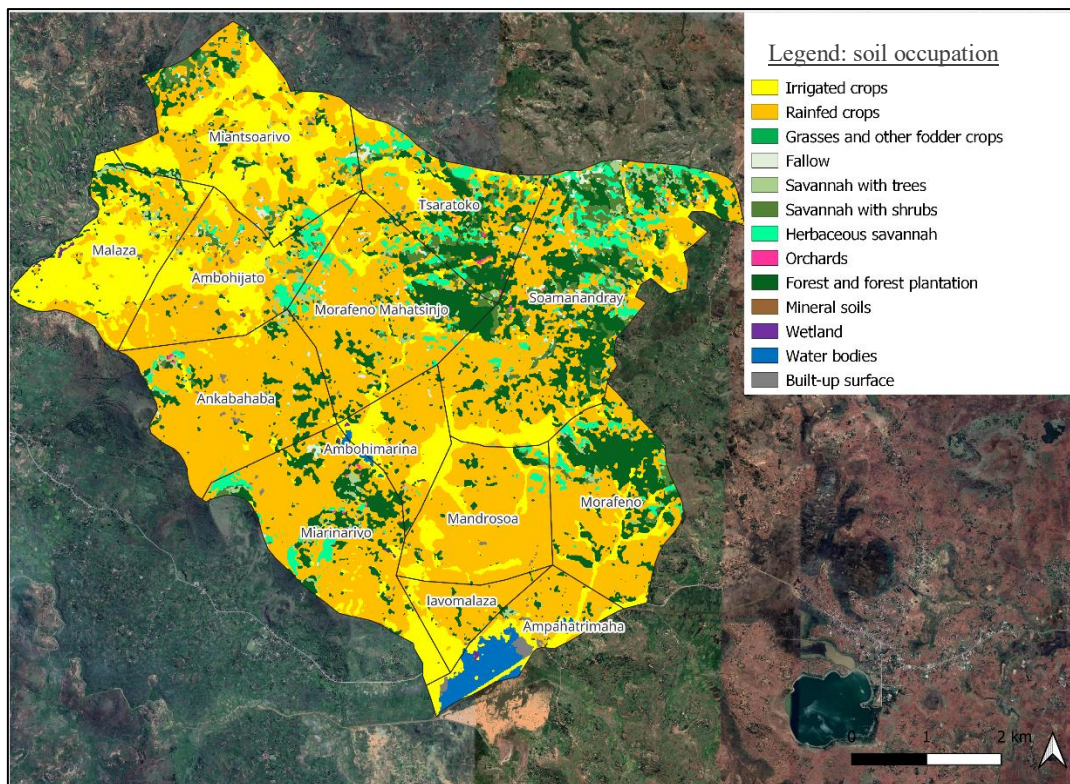 Legend: soil occupation
Irrigated crops
Rainfed crops
Grasses and other fodder crops
Fallow
Savannah with trees
Savannah with shrubs
Herbaceous savannah
Orchards
Forest and forest plantation
Mineral soils
Wetland
Water bodies
Built-up surface
Miantsoarivo
Tsaratoko
Malaza
Ambohijato
Soamanandray
Morafeno Mahatsinjo
Ankabahaba
Ambohimarina
Morafeno
Mandrosoa
Miarinarivo
Iavomalaza
Ampahatrimaha
0 1 2 km